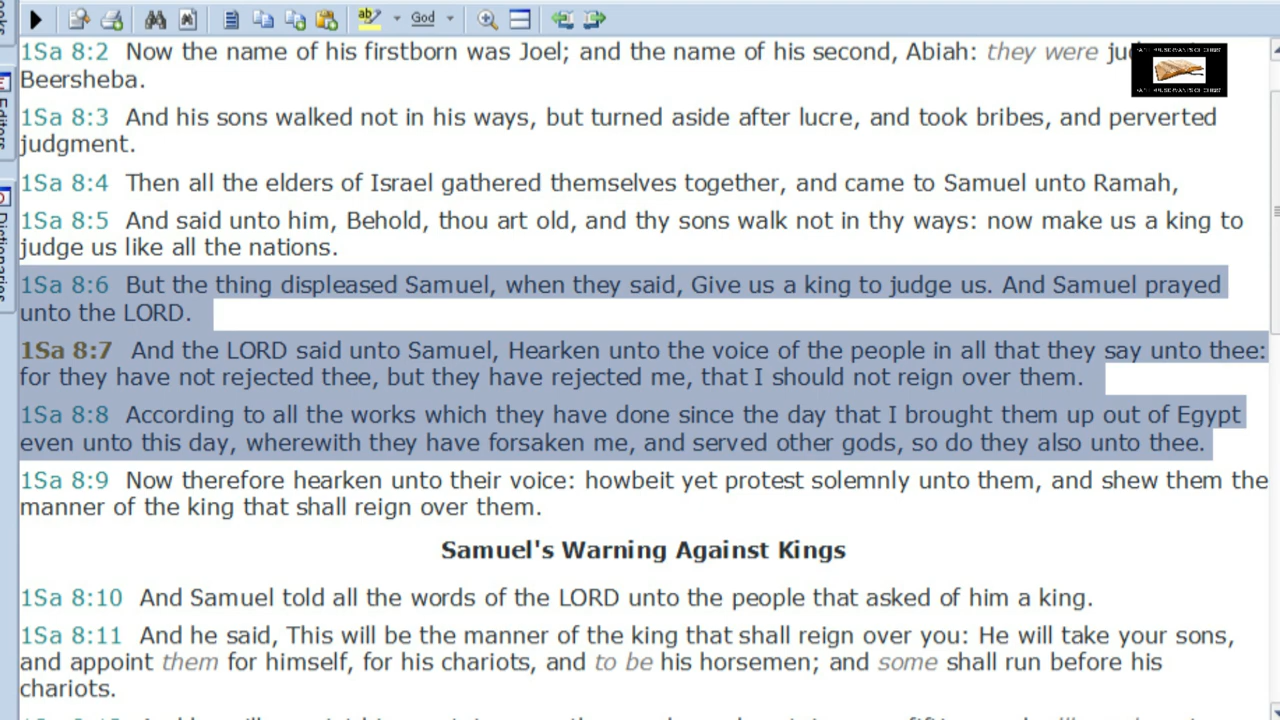 God
1Sa 8:2 Now the name of his firstborn was Joel; and the name of his second, Abiah: they were
Beersheba.
1Sa 8:3 And his sons walked not in his ways, but turned aside after lucre, and took bribes, and perverted
judgment.
1Sa 8:4 Then all the elders of Israel gathered themselves together, and came to Samuel unto Ramah,
1Sa 8:5 And said unto him, Behold, thou art old, and thy sons walk not in thy ways: now make us a king to
judge us like all the nations.
1Sa 8:6 But the thing displeased Samuel, when they said, Give us a king to judge us. And Samuel prayed
unto the LORD.
1Sa 8:7 And the LORD said unto Samuel, Hearken unto the voice of the people in all that they say unto thee:
for they have not rejected thee, but they have rejected me, that I should not reign over them.
1Sa 8:8 According to all the works which they have done since the day that I brought them up out of Egypt
even unto this day, wherewith they have forsaken me, and served other gods, so do they also unto thee.
1Sa 8:9 Now therefore hearken unto their voice: howbeit yet protest solemnly unto them, and shew them the
manner of the king that shall reign over them.
Samuel's Warning Against Kings
1Sa 8:10 And Samuel told all the words of the LORD unto the people that asked of him a king.
1Sa 8:11 And he said, This will be the manner of the king that shall reign over you: He will take your sons,
and appoint them for himself, for his chariots, and to be his horsemen; and some shall run before his
chariots.
Editors
Dictionaries